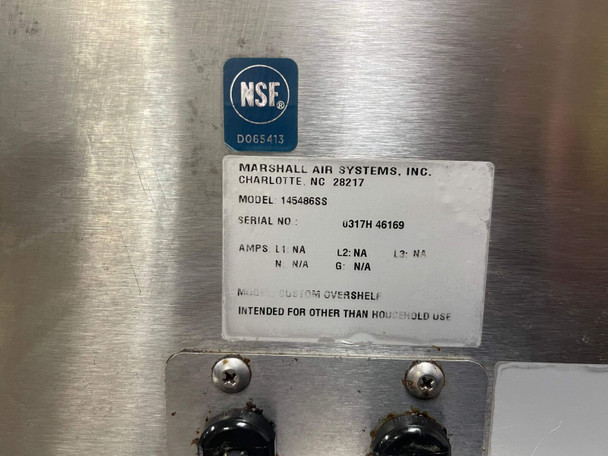 NSF®
D065413
MARSHALL AIR SYSTEMS, INC.
CHARLOTTE, NC 28217
MODEL: 145486SS
SERIAL NO.: 0317H 46169
AMPS L1: NA L2: NA L3: NA
N: N/A G: N/A
MODEL: CUSTOM OVERSHELF
INTENDED FOR OTHER THAN HOUSEHOLD USE